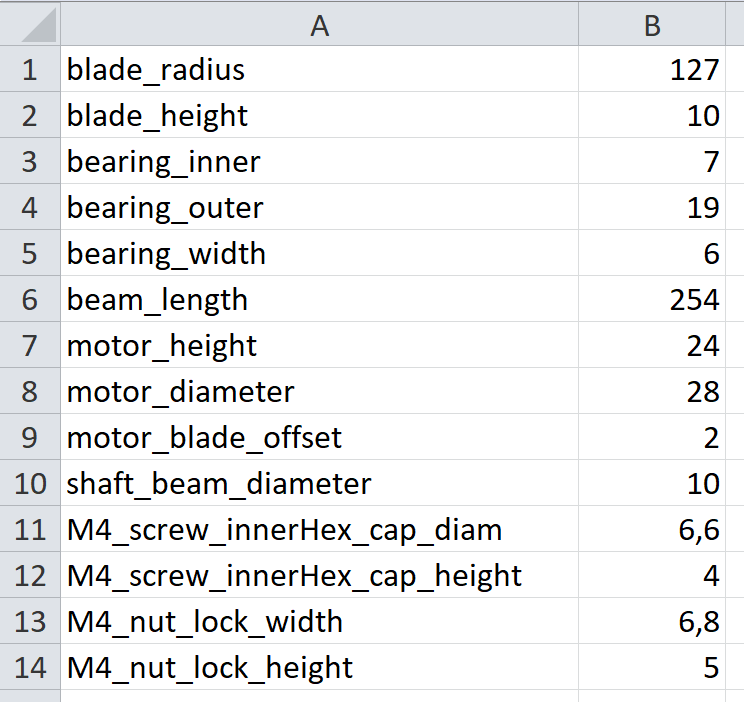 A B
1 blade_radius 127
2 blade_height 10
3 bearing_inner 7
4 bearing_outer 19
5 bearing_width 6
6 beam_length 254
7 motor_height 24
8 motor_diameter 28
9 motor_blade_offset 2
10 shaft_beam_diameter 10
11 M4_screw_innerHex_cap_diam 6,6
12 M4_screw_innerHex_cap_height 4
13 M4_nut_lock_width 6,8
14 M4_nut_lock_height 5